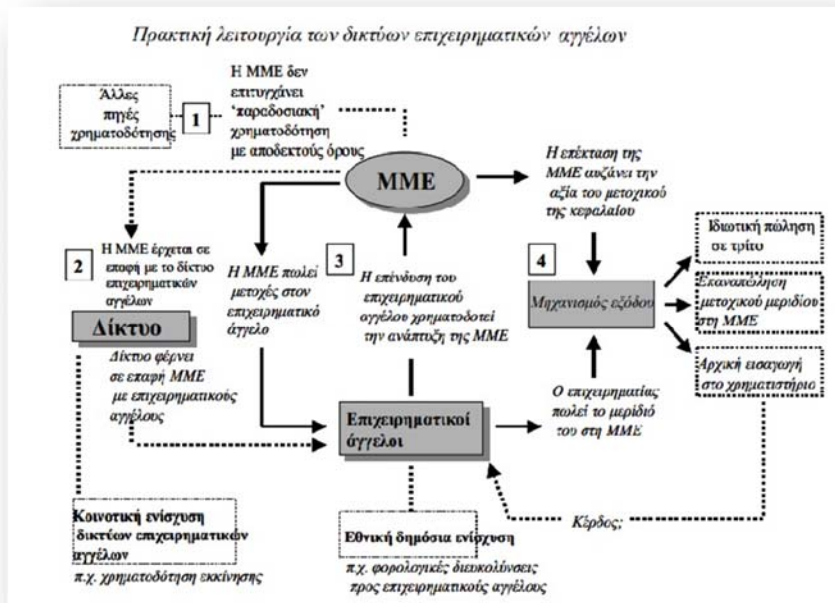 Πρακτική λειτουργία των δικτύων επιχειρηματικών αγγέλων
Άλλες
πηγές
χρηματοδότησης
1
Η ΜΜΕ δεν
επιτυγχάνει
‘παραδοσιακή’
χρηματοδότηση
με αποδεκτούς όρους
ΜΜΕ
Η επέκταση της
ΜΜΕ αυξάνει την
αξία του μετοχικού
της κεφαλαίου
2
Η ΜΜΕ έρχεται σε
επαφή με το δίκτυο
επιχειρηματικών
αγγέλων
Δίκτυο
Δίκτυο φέρνει
σε επαφή ΜΜΕ
με επιχειρηματικούς
αγγέλους
Η ΜΜΕ πωλεί
μετοχές στον
επιχειρηματικό
άγγελο
3
Η επένδυση του
επιχειρηματικού
αγγέλου χρηματοδοτεί
την ανάπτυξη της ΜΜΕ
4
Μηχανισμός εξόδου
Ιδιωτική πώληση
σε τρίτο
Επαναπώληση
μετοχικού μεριδίου
στη ΜΜΕ
Αρχική εισαγωγή
στο χρηματιστήριο
Επιχειρηματικοί
άγγελοι
Ο επιχειρηματίας
πωλεί το μερίδιό
του στη ΜΜΕ
Κέρδος;
Κοινοτική ενίσχυση
δικτύων επιχειρηματικών
αγγέλων
π.χ. χρηματοδότηση εκκίνησης
Εθνική δημόσια ενίσχυση
π.χ. φορολογικές διευκολύνσεις
προς επιχειρηματικούς αγγέλους